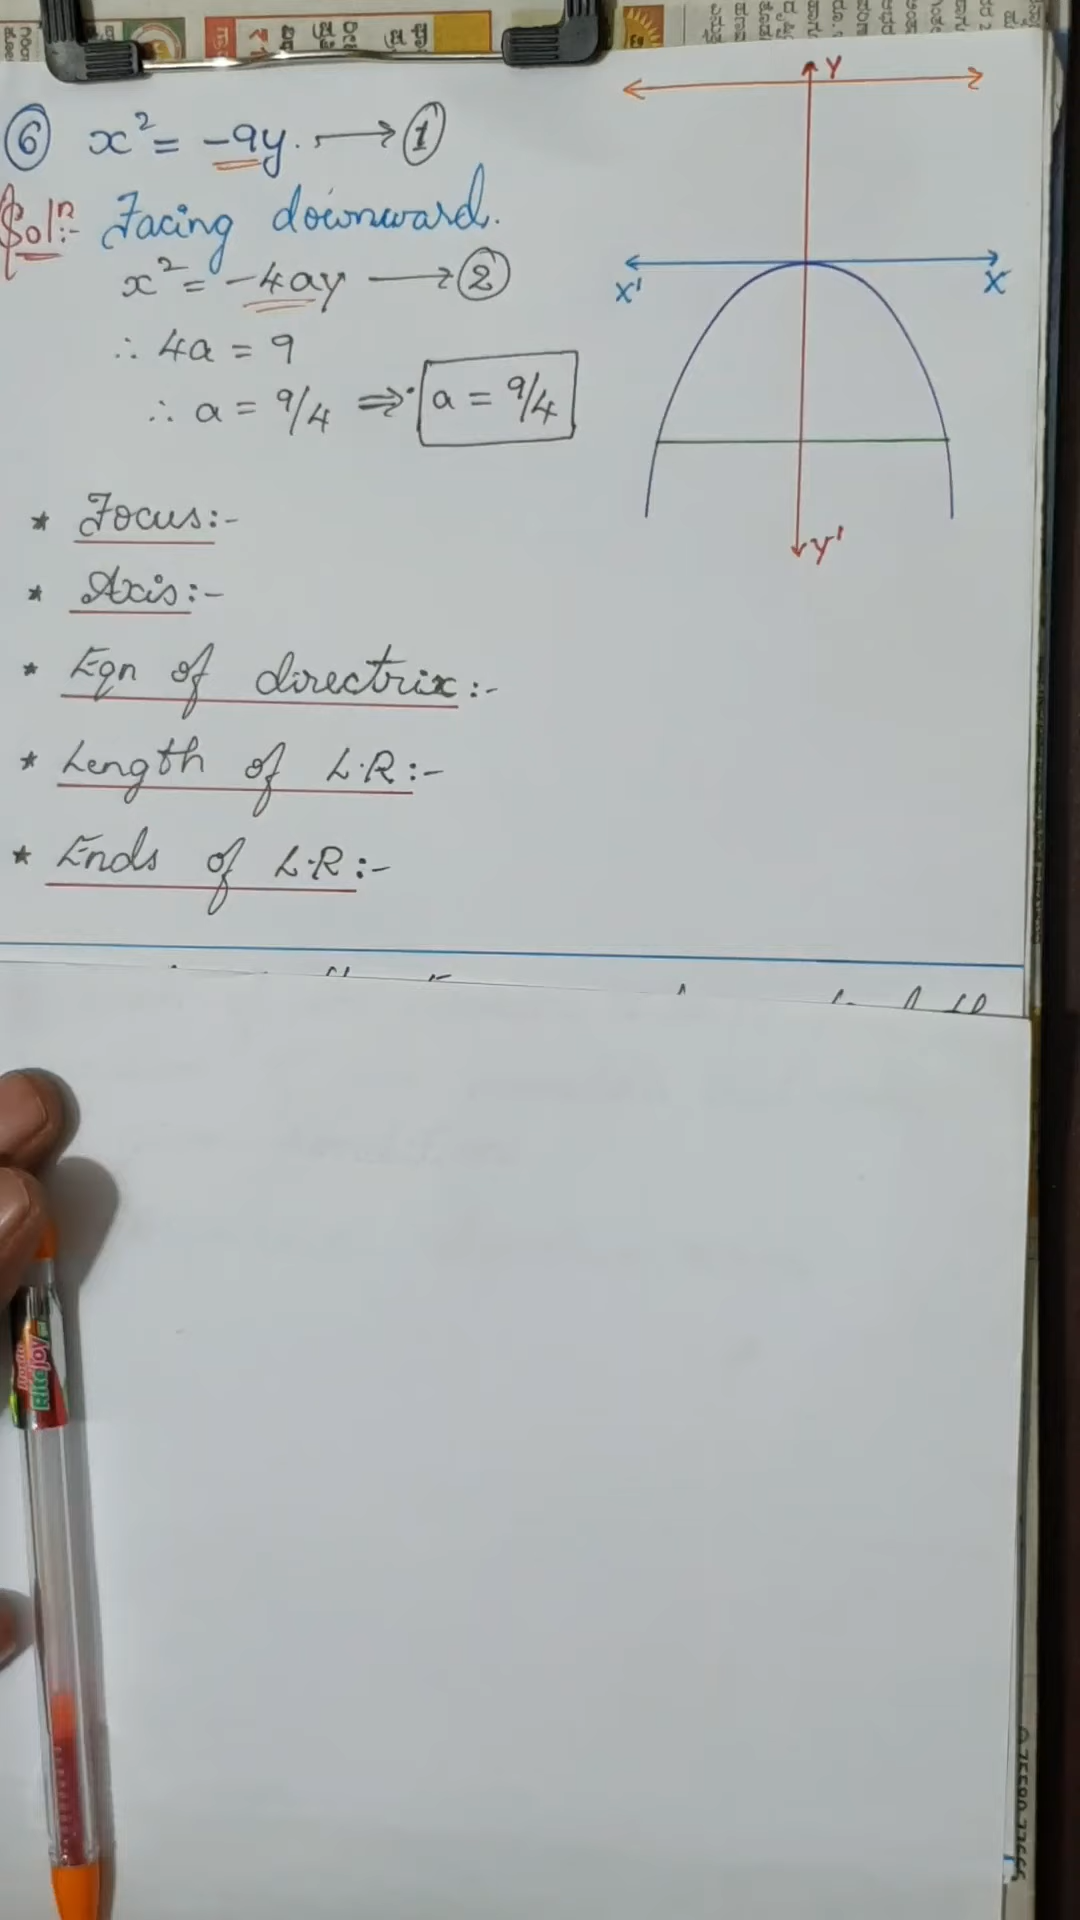 ⑥ x² = -9y. ⟶ ①
Solⁿ:- Facing downward.
x² = -4ay ⟶ ②
∴ 4a = 9
∴ a = 9/4 ⇒ a = 9/4
* Focus:-
* Axis:-
* Eqn of directrix:-
* Length of L.R:-
* Ends of L.R:-
Y
X'
X
Y'
Ritejoy